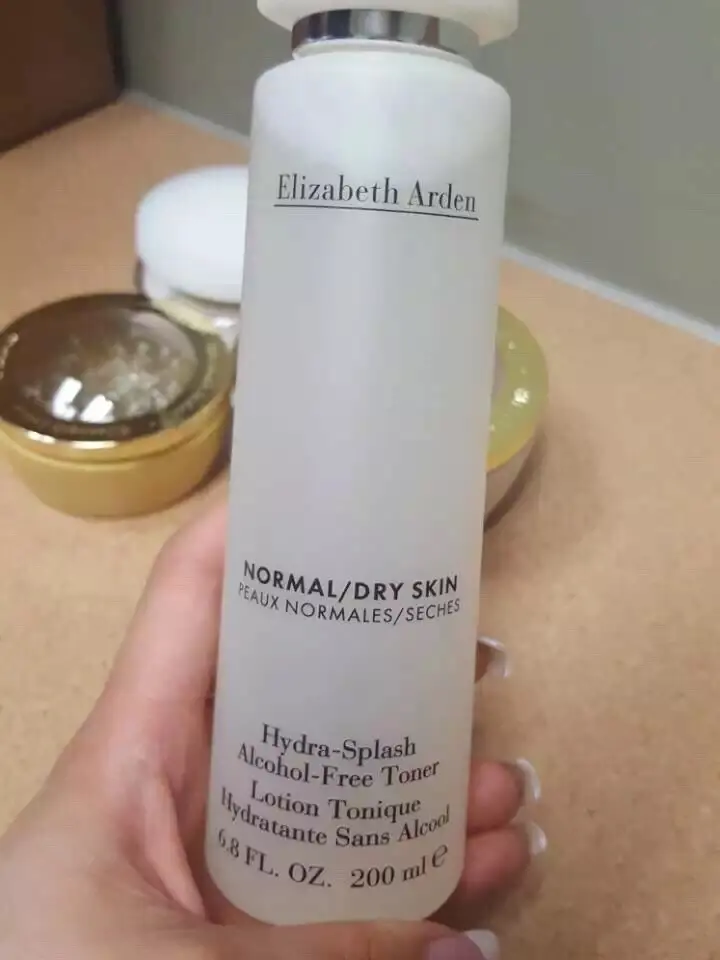 Elizabeth Arden
NORMAL/DRY SKIN
PEAUX NORMALES/SECHES
Hydra-Splash
Alcohol-Free Toner
Lotion Tonique
Hydratante Sans Alcool
6.8 FL. OZ. 200 ml ℮